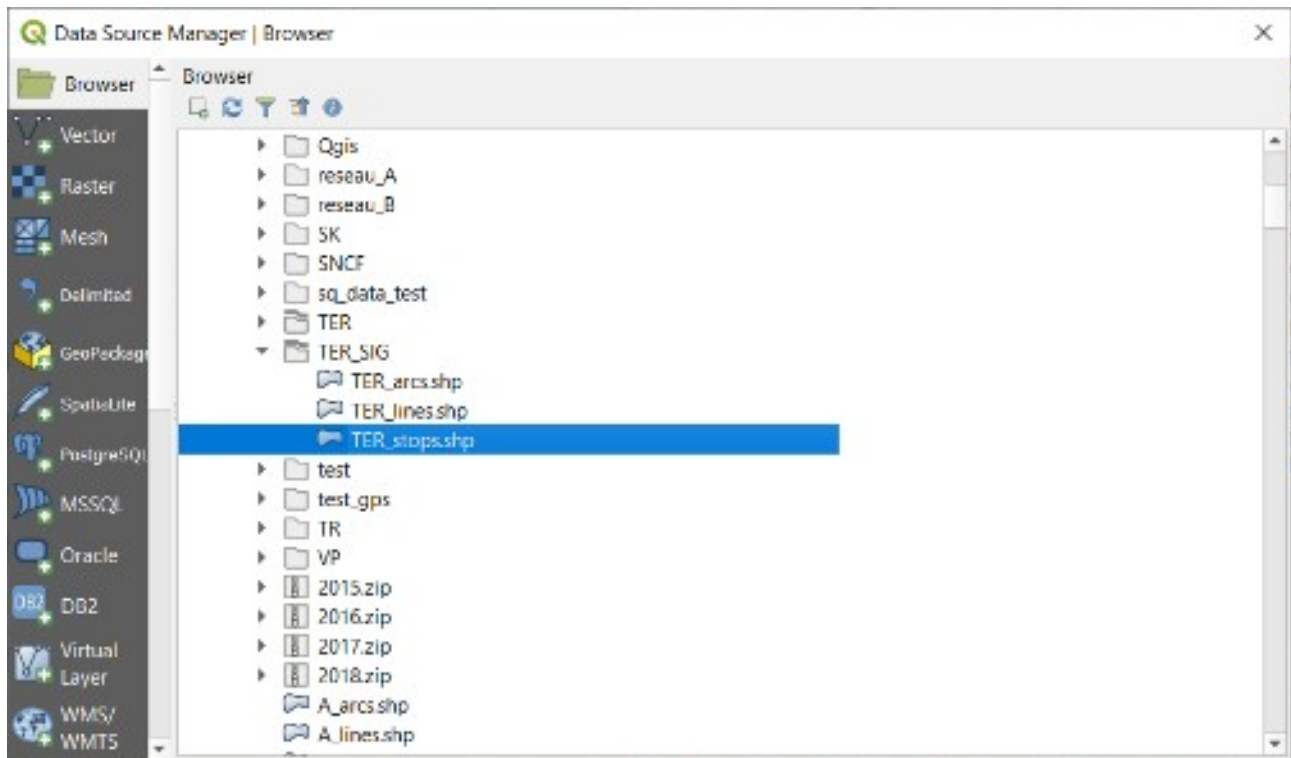 Data Source Manager | Browser
Browser
Vector
Raster
Mesh
Delimited
GeoPackage
SpatiaLite
PostgreSQL
MSSQL
Oracle
DB2
DB2
Virtual
Layer
WMS/
WMTS
Browser
Qgis
reseau_A
reseau_B
SK
SNCF
sq_data_test
TER
TER_SIG
TER_arcs.shp
TER_lines.shp
TER_stops.shp
test
test_gps
TR
VP
2015.zip
2016.zip
2017.zip
2018.zip
A_arcs.shp
A_lines.shp